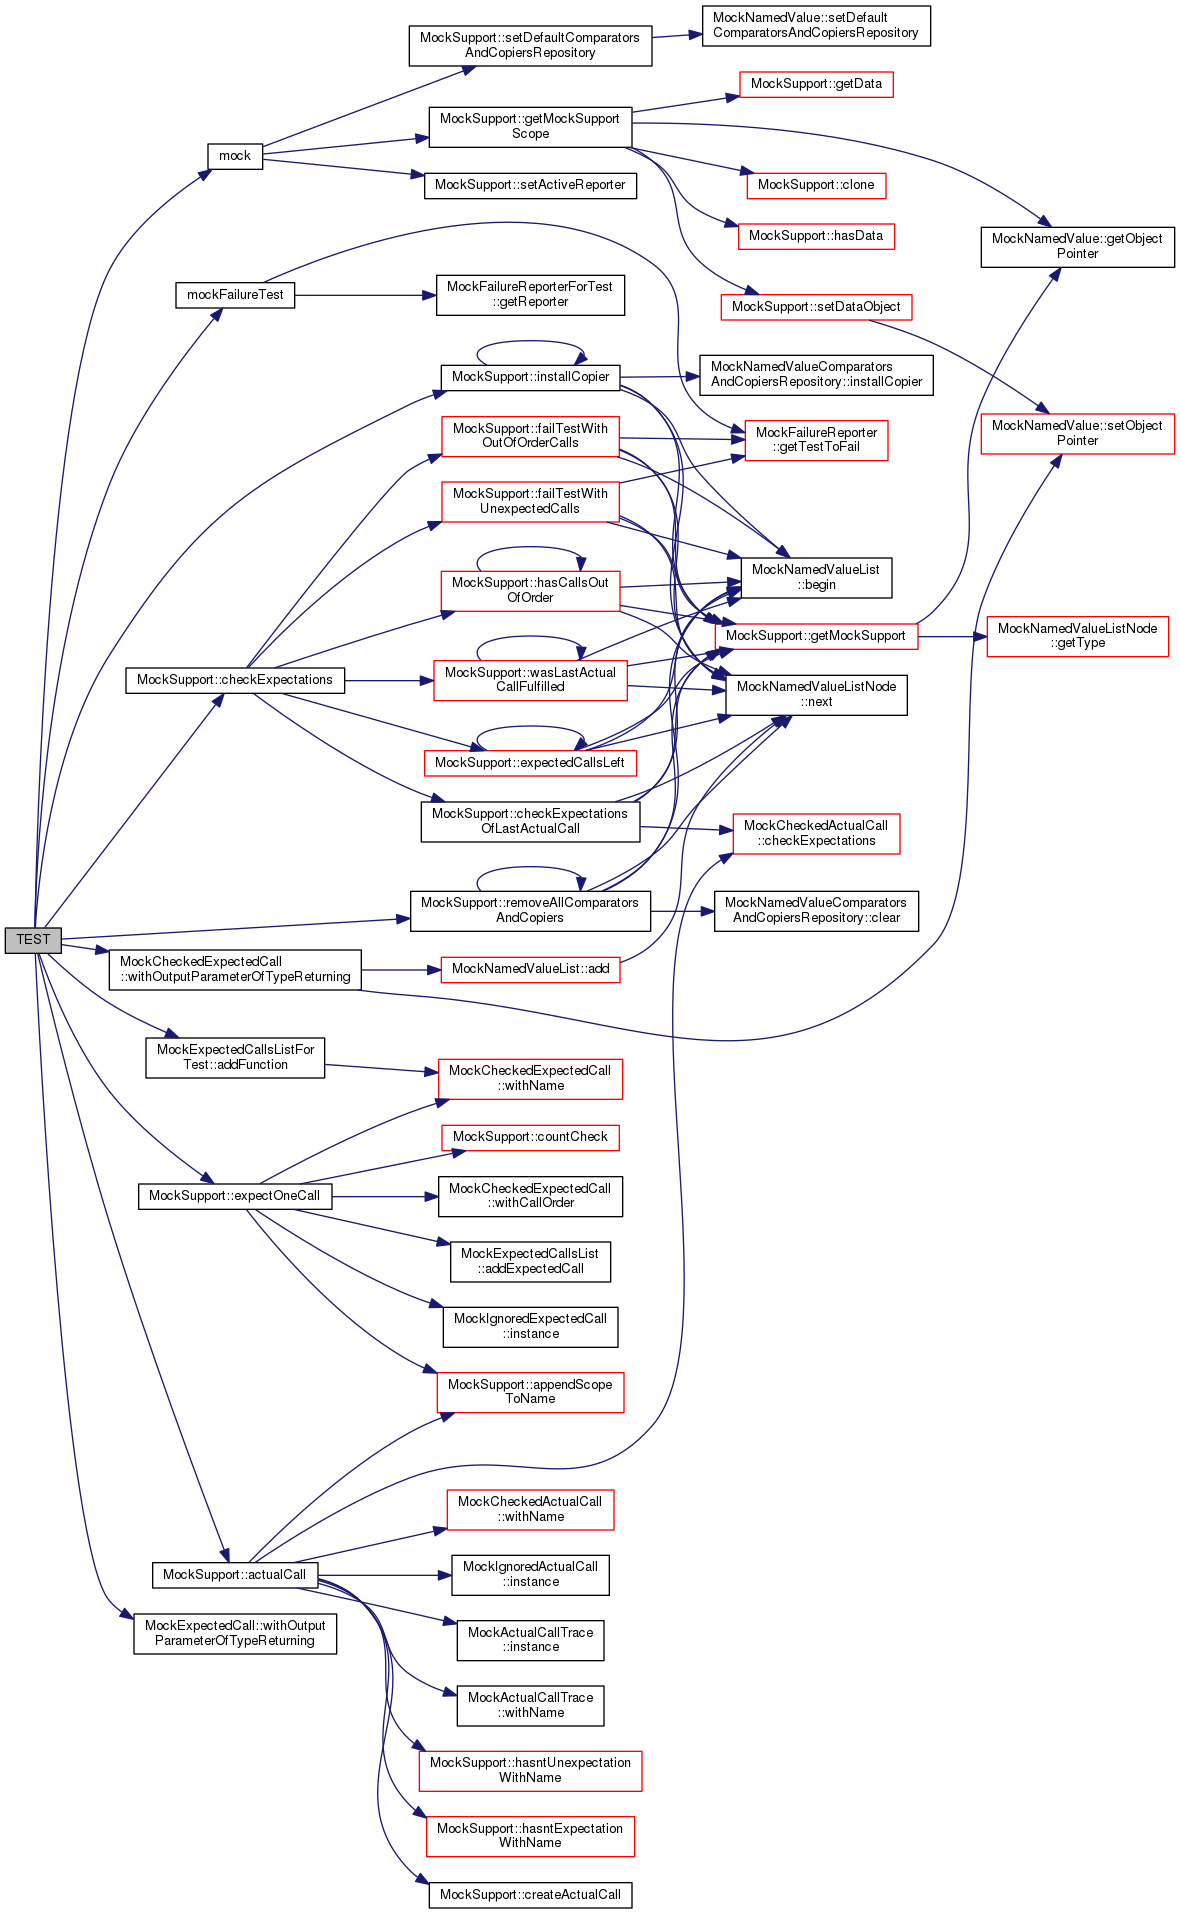 MockSupport::setDefaultComparators
AndCopiersRepository
MockNamedValue::setDefault
ComparatorsAndCopiersRepository
MockSupport::getData
MockSupport::getMockSupport
Scope
mock
MockSupport::setActiveReporter
MockSupport::clone
MockSupport::hasData
MockNamedValue::getObject
Pointer
mockFailureTest
MockFailureReporterForTest
::getReporter
MockSupport::setDataObject
MockSupport::installCopier
MockNamedValueComparators
AndCopiersRepository::installCopier
MockSupport::failTestWith
OutOfOrderCalls
MockFailureReporter
::getTestToFail
MockNamedValue::setObject
Pointer
MockSupport::failTestWith
UnexpectedCalls
MockSupport::hasCallsOut
OfOrder
MockNamedValueList
::begin
MockSupport::getMockSupport
MockNamedValueListNode
::getType
MockSupport::checkExpectations
MockSupport::wasLastActual
CallFulfilled
MockNamedValueListNode
::next
MockSupport::expectedCallsLeft
MockSupport::checkExpectations
OfLastActualCall
MockCheckedActualCall
::checkExpectations
MockSupport::removeAllComparators
AndCopiers
MockNamedValueComparators
AndCopiersRepository::clear
TEST
MockCheckedExpectedCall
::withOutputParameterOfTypeReturning
MockNamedValueList::add
MockExpectedCallsListFor
Test::addFunction
MockCheckedExpectedCall
::withName
MockSupport::countCheck
MockSupport::expectOneCall
MockCheckedExpectedCall
::withCallOrder
MockExpectedCallsList
::addExpectedCall
MockIgnoredExpectedCall
::instance
MockSupport::appendScope
ToName
MockCheckedActualCall
::withName
MockSupport::actualCall
MockIgnoredActualCall
::instance
MockExpectedCall::withOutput
ParameterOfTypeReturning
MockActualCallTrace
::instance
MockActualCallTrace
::withName
MockSupport::hasntUnexpectation
WithName
MockSupport::hasntExpectation
WithName
MockSupport::createActualCall